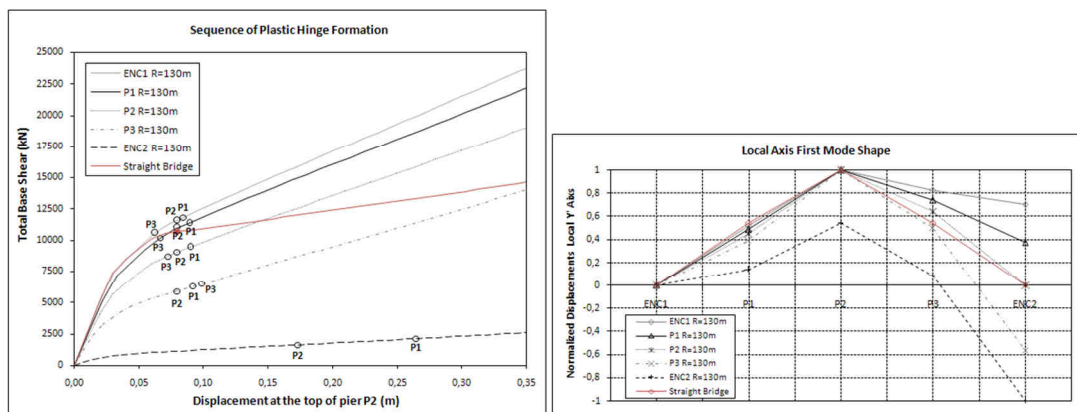 Sequence of Plastic Hinge Formation
25000
20000
17500
15000
12500
10000
7500
5000
2500
0
22500
Total Base Shear (kN)
ENC1 R=130m
P1 R=130m
P2 R=130m
P3 R=130m
ENC2 R=130m
Straight Bridge
P2 P1
P3
P2
P3 P1
P3 P2 P1
P2 P1 P3
P2 P1
0,00 0,05 0,10 0,15 0,20 0,25 0,30 0,35
Displacement at the top of pier P2 (m)
Local Axis First Mode Shape
Normalized Displacements Local Y' Axis
1
0,8
0,6
0,4
0,2
0
-0,2
-0,4
-0,6
-0,8
-1
ENC1 P1 P2 P3 ENC2
ENC1 R=130m
P1 R=130m
P2 R=130m
P3 R=130m
ENC2 R=130m
Straight Bridge